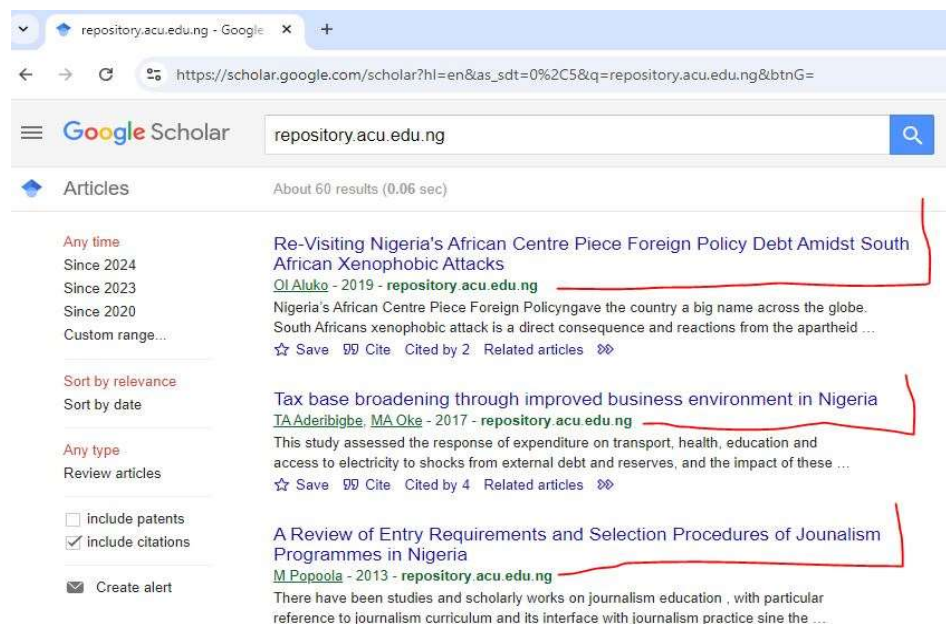 repository.acu.edu.ng - Google
https://scholar.google.com/scholar?hl=en&as_sdt=0%2C5&q=repository.acu.edu.ng&btnG=
Google Scholar
repository.acu.edu.ng
Articles
About 60 results (0.06 sec)
Any time
Since 2024
Since 2023
Since 2020
Custom range...
Sort by relevance
Sort by date
Any type
Review articles
include patents
include citations
Create alert
Re-Visiting Nigeria's African Centre Piece Foreign Policy Debt Amidst South
African Xenophobic Attacks
OI Aluko - 2019 - repository.acu.edu.ng
Nigeria's African Centre Piece Foreign Policyngave the country a big name across the globe.
South Africans xenophobic attack is a direct consequence and reactions from the apartheid ...
Save Cite Cited by 2 Related articles
Tax base broadening through improved business environment in Nigeria
TA Aderibigbe, MA Oke - 2017 - repository.acu.edu.ng
This study assessed the response of expenditure on transport, health, education and
access to electricity to shocks from external debt and reserves, and the impact of these ...
Save Cite Cited by 4 Related articles
A Review of Entry Requirements and Selection Procedures of Jounalism
Programmes in Nigeria
M Popoola - 2013 - repository.acu.edu.ng
There have been studies and scholarly works on journalism education , with particular
reference to journalism curriculum and its interface with journalism practice sine the ...